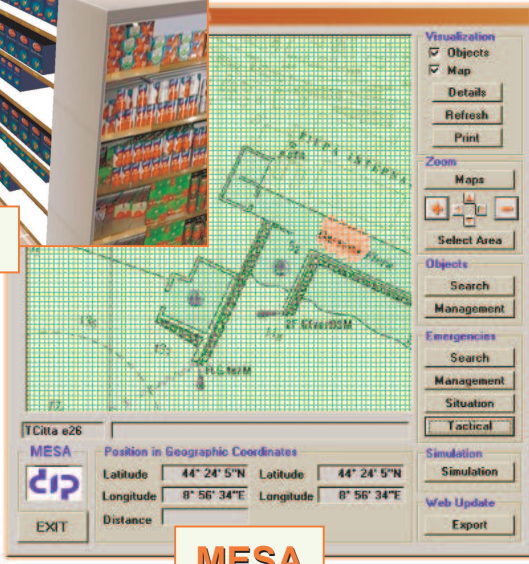 Visualization
Objects
Map
Details
Refresh
Print
Zoom
Maps
+
-
Select Area
Objects
Search
Management
Emergencies
Search
Management
Situation
Tactical
TCitta e26
MESA
dip
EXIT
Position in Geographic Coordinates
Latitude 44° 24' 5"N Latitude 44° 24' 5"N
Longitude 8° 56' 34"E Longitude 8° 56' 34"E
Distance
Simulation
Simulation
Web Update
Export
MESA